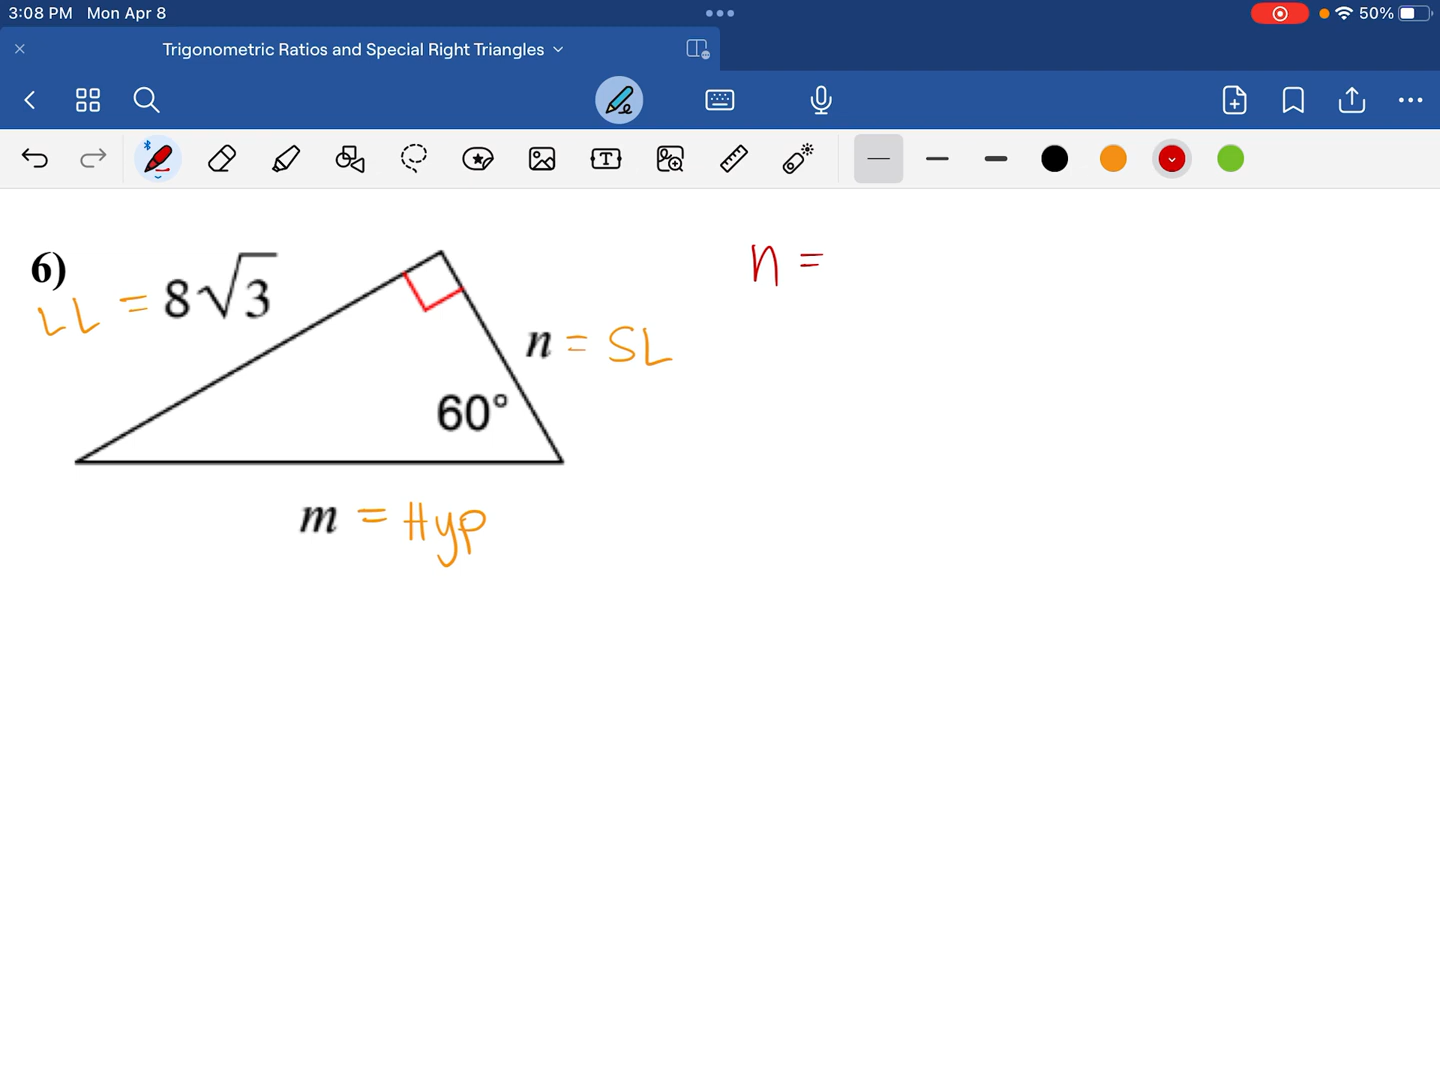 3:08 PM Mon Apr 8
50%
Trigonometric Ratios and Special Right Triangles
6)
LL = 8√3
n = SL
60°
m = Hyp
n =